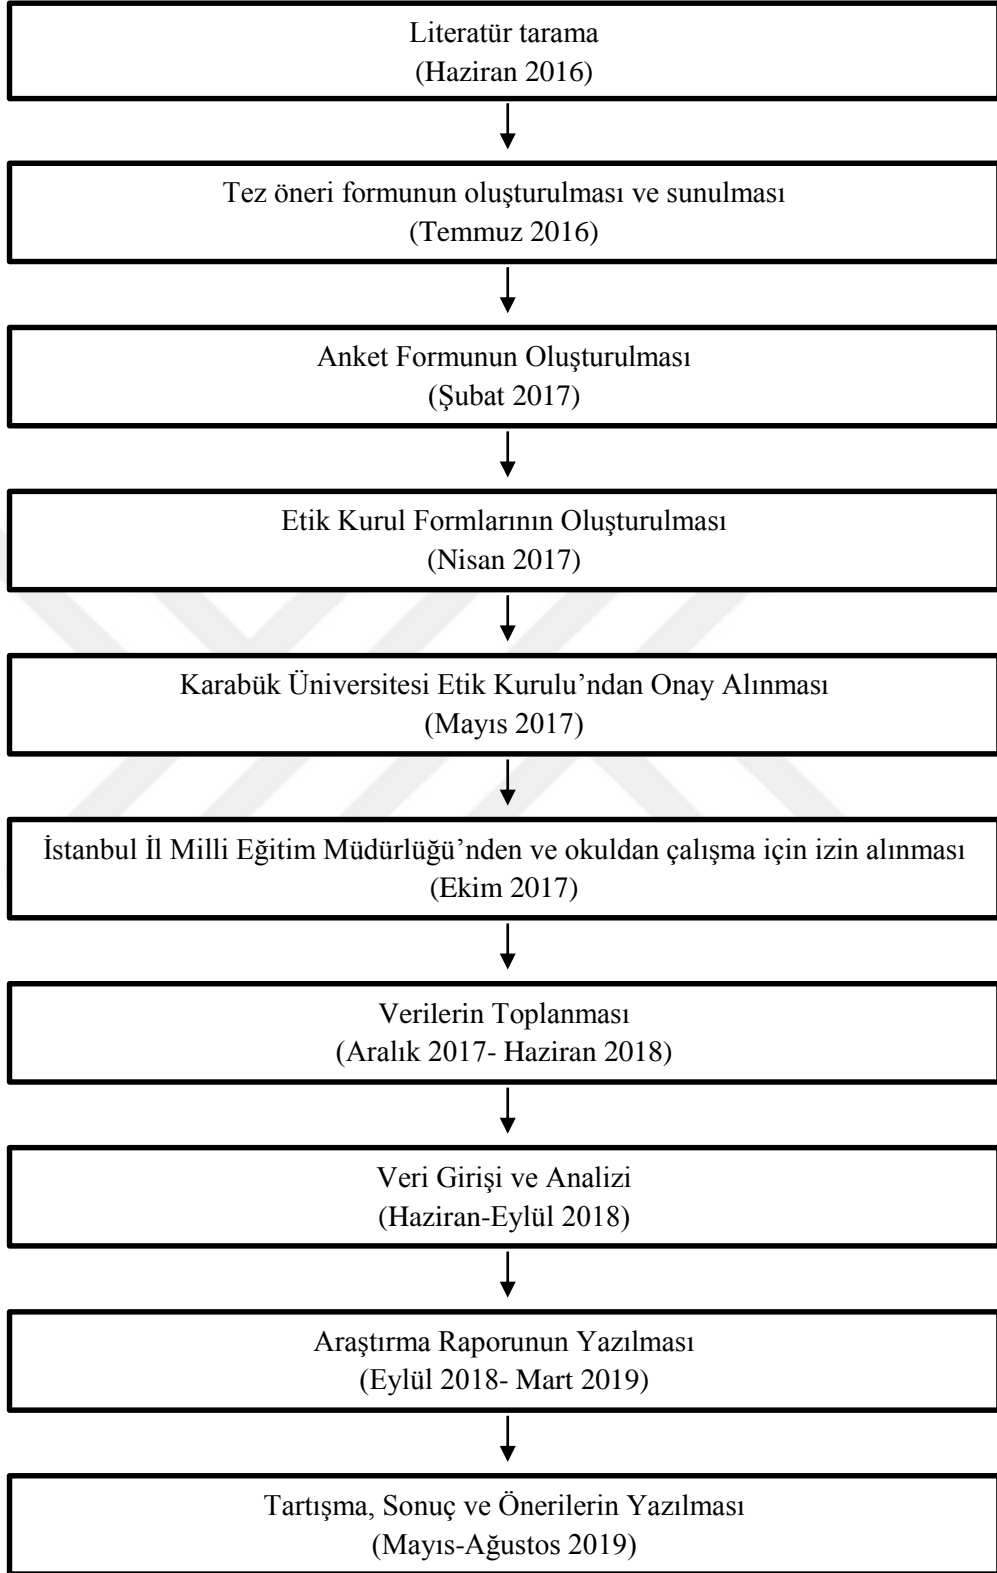 Literatür tarama
(Haziran 2016)
Tez öneri formunun oluşturulması ve sunulması
(Temmuz 2016)
Anket Formunun Oluşturulması
(Şubat 2017)
Etik Kurul Formlarının Oluşturulması
(Nisan 2017)
Karabük Üniversitesi Etik Kurulu’ndan Onay Alınması
(Mayıs 2017)
İstanbul İl Milli Eğitim Müdürlüğü’nden ve okuldan çalışma için izin alınması
(Ekim 2017)
Verilerin Toplanması
(Aralık 2017- Haziran 2018)
Veri Girişi ve Analizi
(Haziran-Eylül 2018)
Araştırma Raporunun Yazılması
(Eylül 2018- Mart 2019)
Tartışma, Sonuç ve Önerilerin Yazılması
(Mayıs-Ağustos 2019)